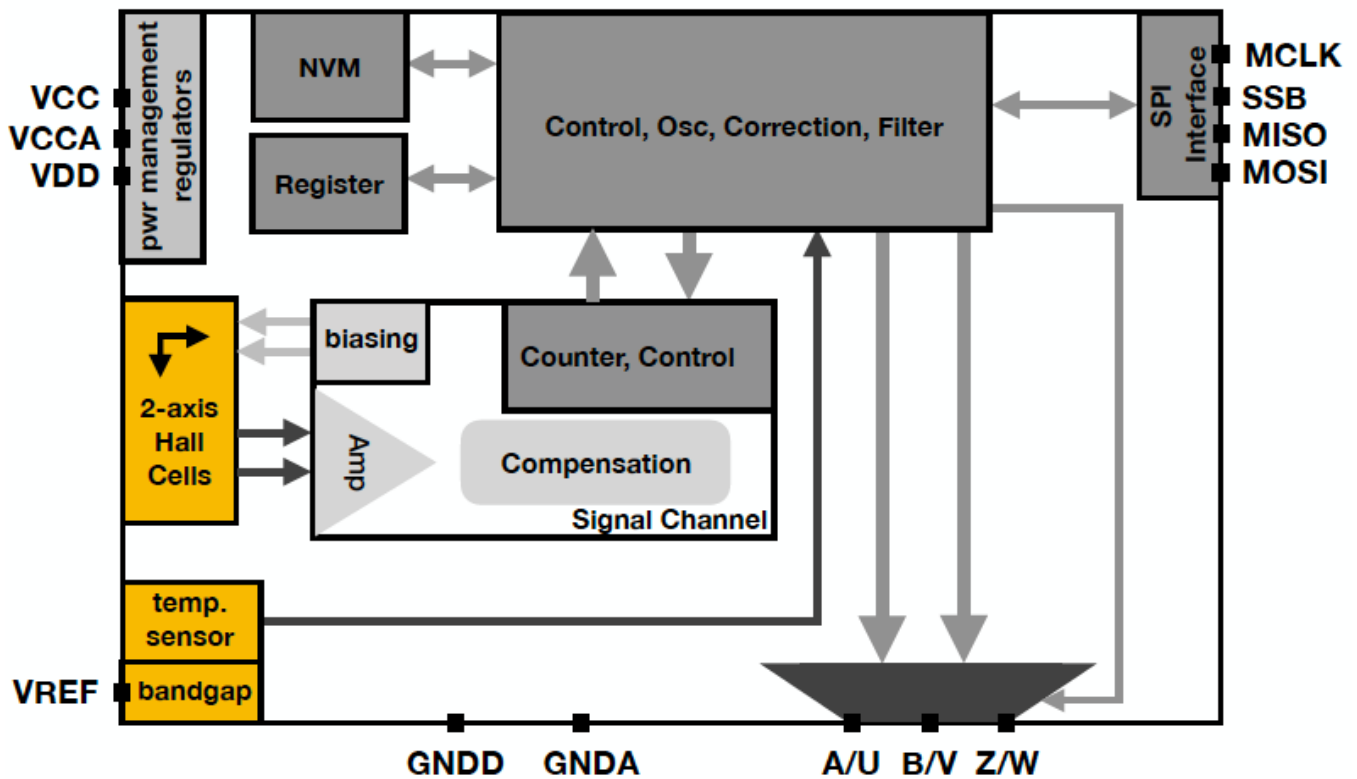 pwr management
regulators
NVM
Register
Control, Osc, Correction, Filter
SPI
Interface
MCLK
SSB
MISO
MOSI
VCC
VCCA
VDD
biasing
Counter, Control
2-axis
Hall
Cells
Amp
Compensation
Signal Channel
temp.
sensor
bandgap
VREF
GNDD
GNDA
A/U
B/V
Z/W